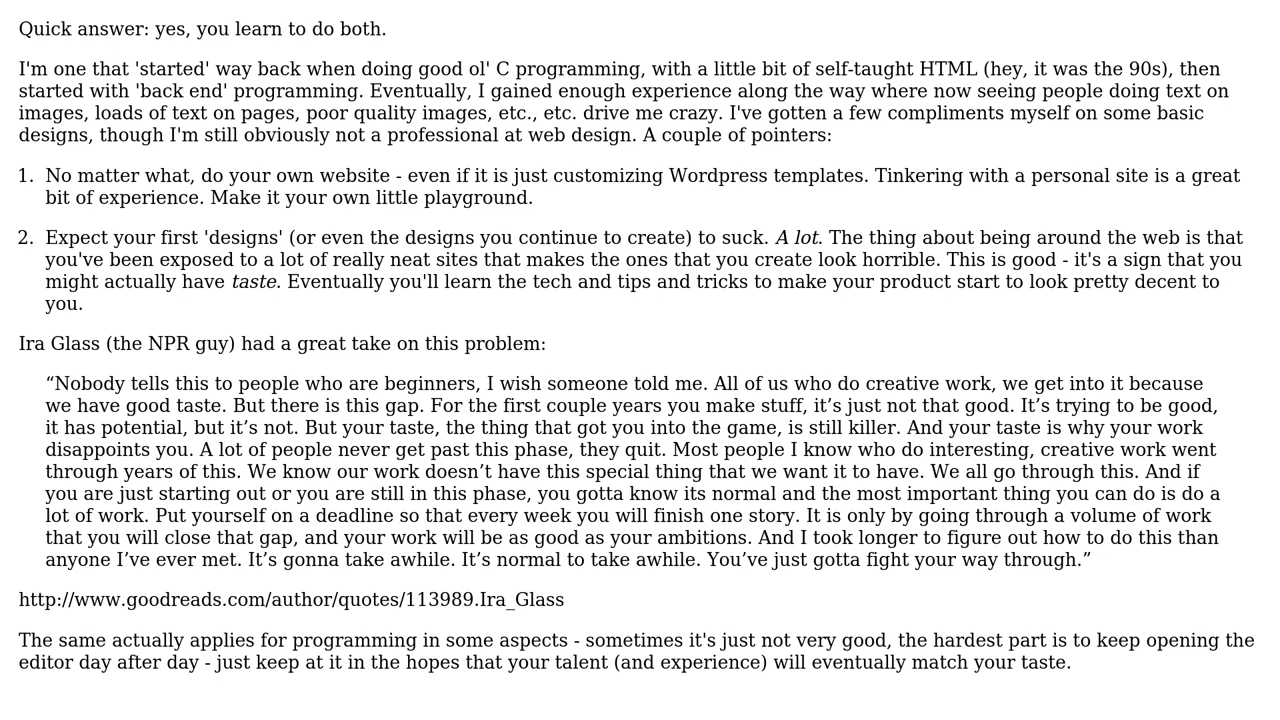 Quick answer: yes, you learn to do both.
I'm one that 'started' way back when doing good ol' C programming, with a little bit of self-taught HTML (hey, it was the 90s), then
started with 'back end' programming. Eventually, I gained enough experience along the way where now seeing people doing text on
images, loads of text on pages, poor quality images, etc., etc. drive me crazy. I've gotten a few compliments myself on some basic
designs, though I'm still obviously not a professional at web design. A couple of pointers:
1. No matter what, do your own website - even if it is just customizing Wordpress templates. Tinkering with a personal site is a great
bit of experience. Make it your own little playground.
2. Expect your first 'designs' (or even the designs you continue to create) to suck. A lot. The thing about being around the web is that
you've been exposed to a lot of really neat sites that makes the ones that you create look horrible. This is good - it's a sign that you
might actually have taste. Eventually you'll learn the tech and tips and tricks to make your product start to look pretty decent to
you.
Ira Glass (the NPR guy) had a great take on this problem:
“Nobody tells this to people who are beginners, I wish someone told me. All of us who do creative work, we get into it because
we have good taste. But there is this gap. For the first couple years you make stuff, it’s just not that good. It’s trying to be good,
it has potential, but it’s not. But your taste, the thing that got you into the game, is still killer. And your taste is why your work
disappoints you. A lot of people never get past this phase, they quit. Most people I know who do interesting, creative work went
through years of this. We know our work doesn’t have this special thing that we want it to have. We all go through this. And if
you are just starting out or you are still in this phase, you gotta know its normal and the most important thing you can do is do a
lot of work. Put yourself on a deadline so that every week you will finish one story. It is only by going through a volume of work
that you will close that gap, and your work will be as good as your ambitions. And I took longer to figure out how to do this than
anyone I’ve ever met. It’s gonna take awhile. It’s normal to take awhile. You’ve just gotta fight your way through.”
http://www.goodreads.com/author/quotes/113989.Ira_Glass
The same actually applies for programming in some aspects - sometimes it's just not very good, the hardest part is to keep opening the
editor day after day - just keep at it in the hopes that your talent (and experience) will eventually match your taste.